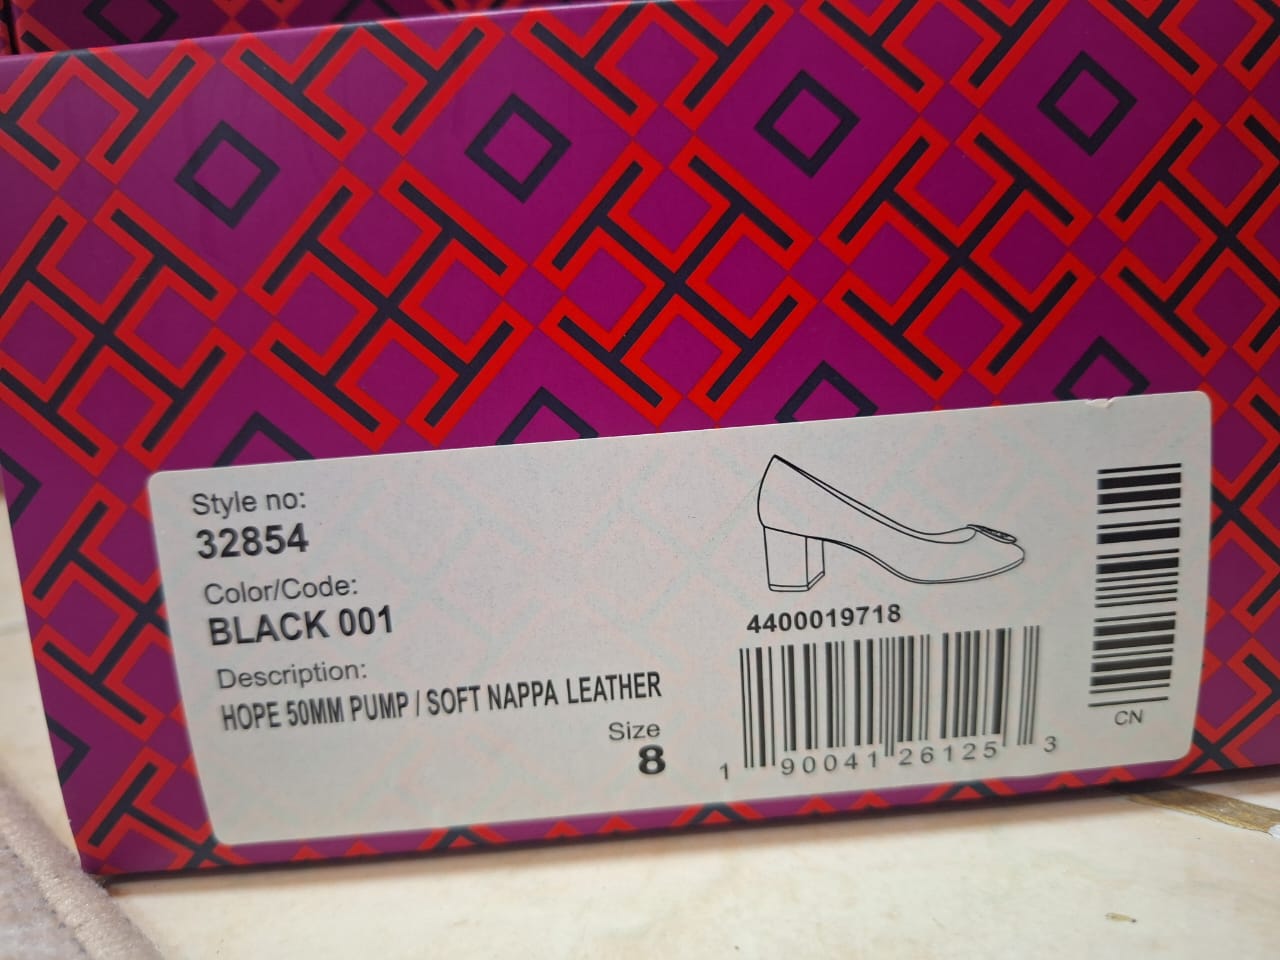 Style no:
32854
Color/Code:
BLACK 001
Description:
HOPE 50MM PUMP / SOFT NAPPA LEATHER
Size
8
4400019718
1 90041 26125 3
CN